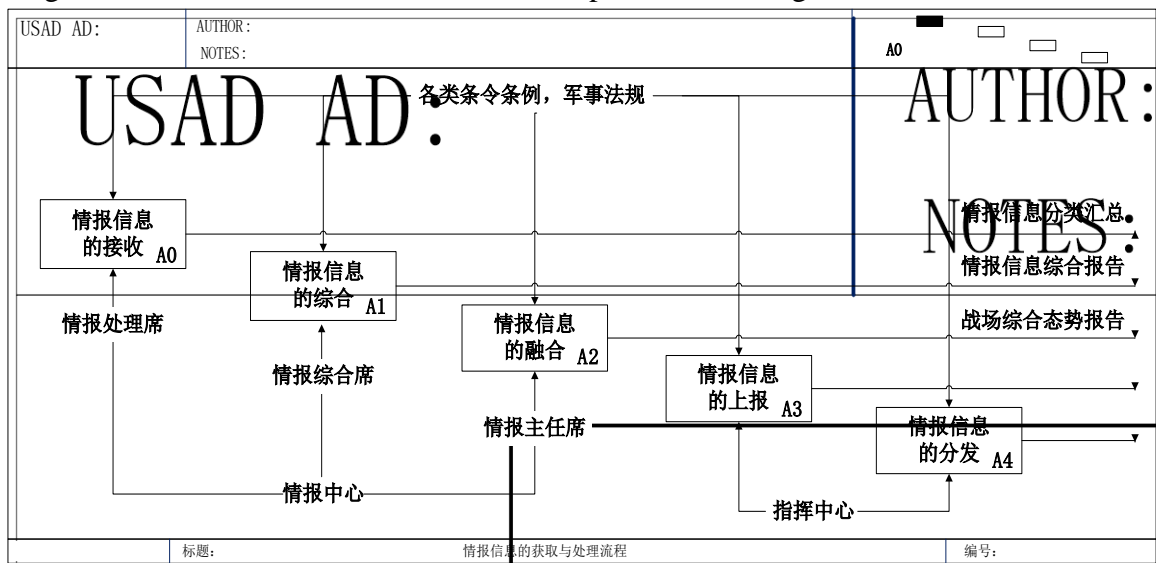 USAD AD:
AUTHOR:
NOTES:
A0
USAD AD:
AUTHOR:
NOTES:
各类条令条例，军事法规
情报信息
的接收 A0
情报信息分类汇总
情报信息
的综合 A1
情报信息综合报告
情报处理席
情报信息
的融合 A2
战场综合态势报告
情报综合席
情报信息
的上报 A3
情报主任席
情报信息
的分发 A4
情报中心
指挥中心
标题：
情报信息的获取与处理流程
编号：